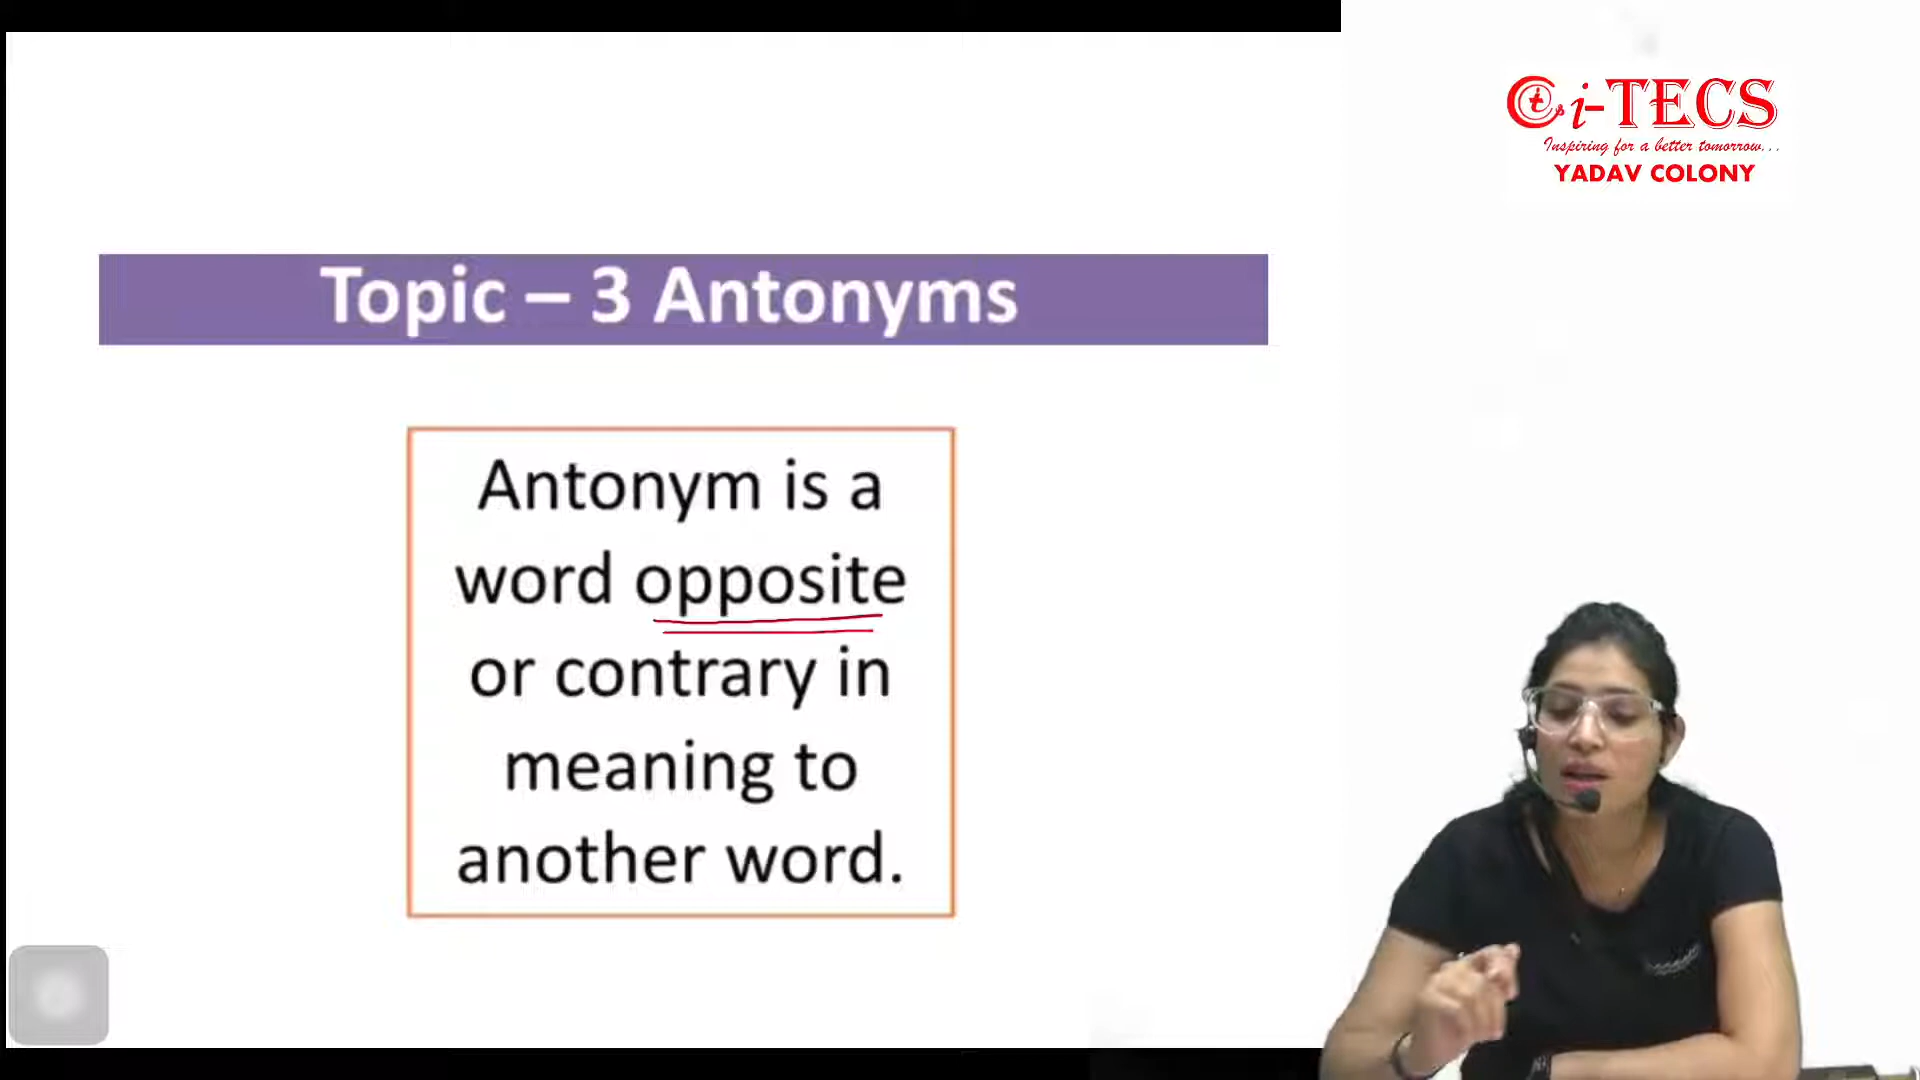 i-TECS
Inspiring for a better tomorrow...
YADAV COLONY
Topic – 3 Antonyms
Antonym is a
word opposite
or contrary in
meaning to
another word.